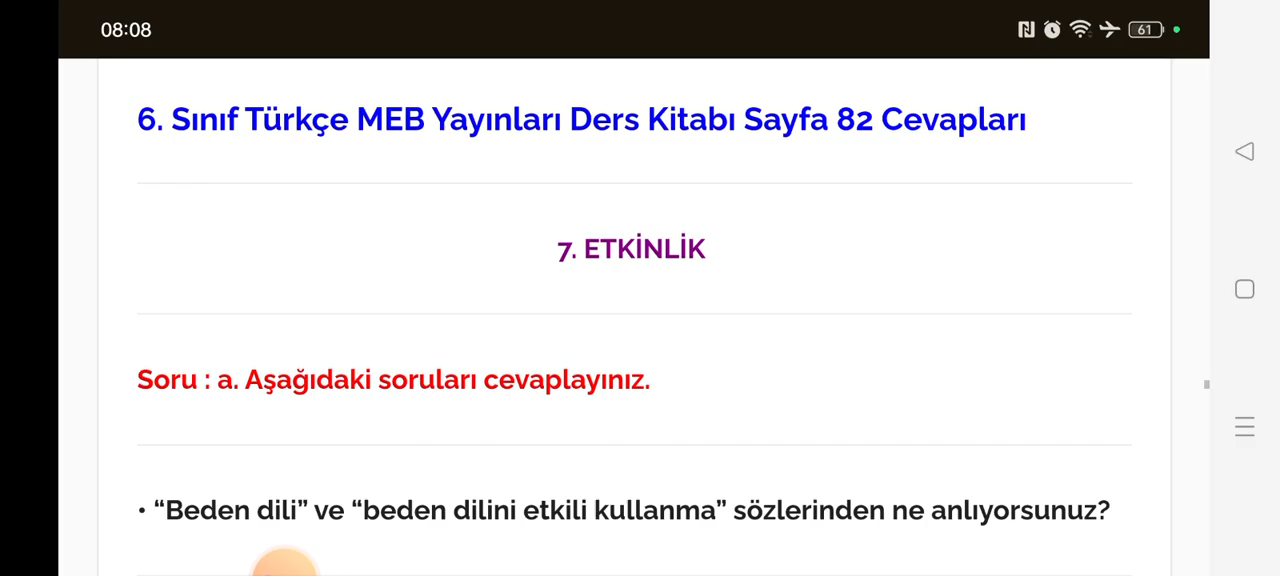 08:08
61
6. Sınıf Türkçe MEB Yayınları Ders Kitabı Sayfa 82 Cevapları
7. ETKİNLİK
Soru : a. Aşağıdaki soruları cevaplayınız.
• “Beden dili” ve “beden dilini etkili kullanma” sözlerinden ne anlıyorsunuz?